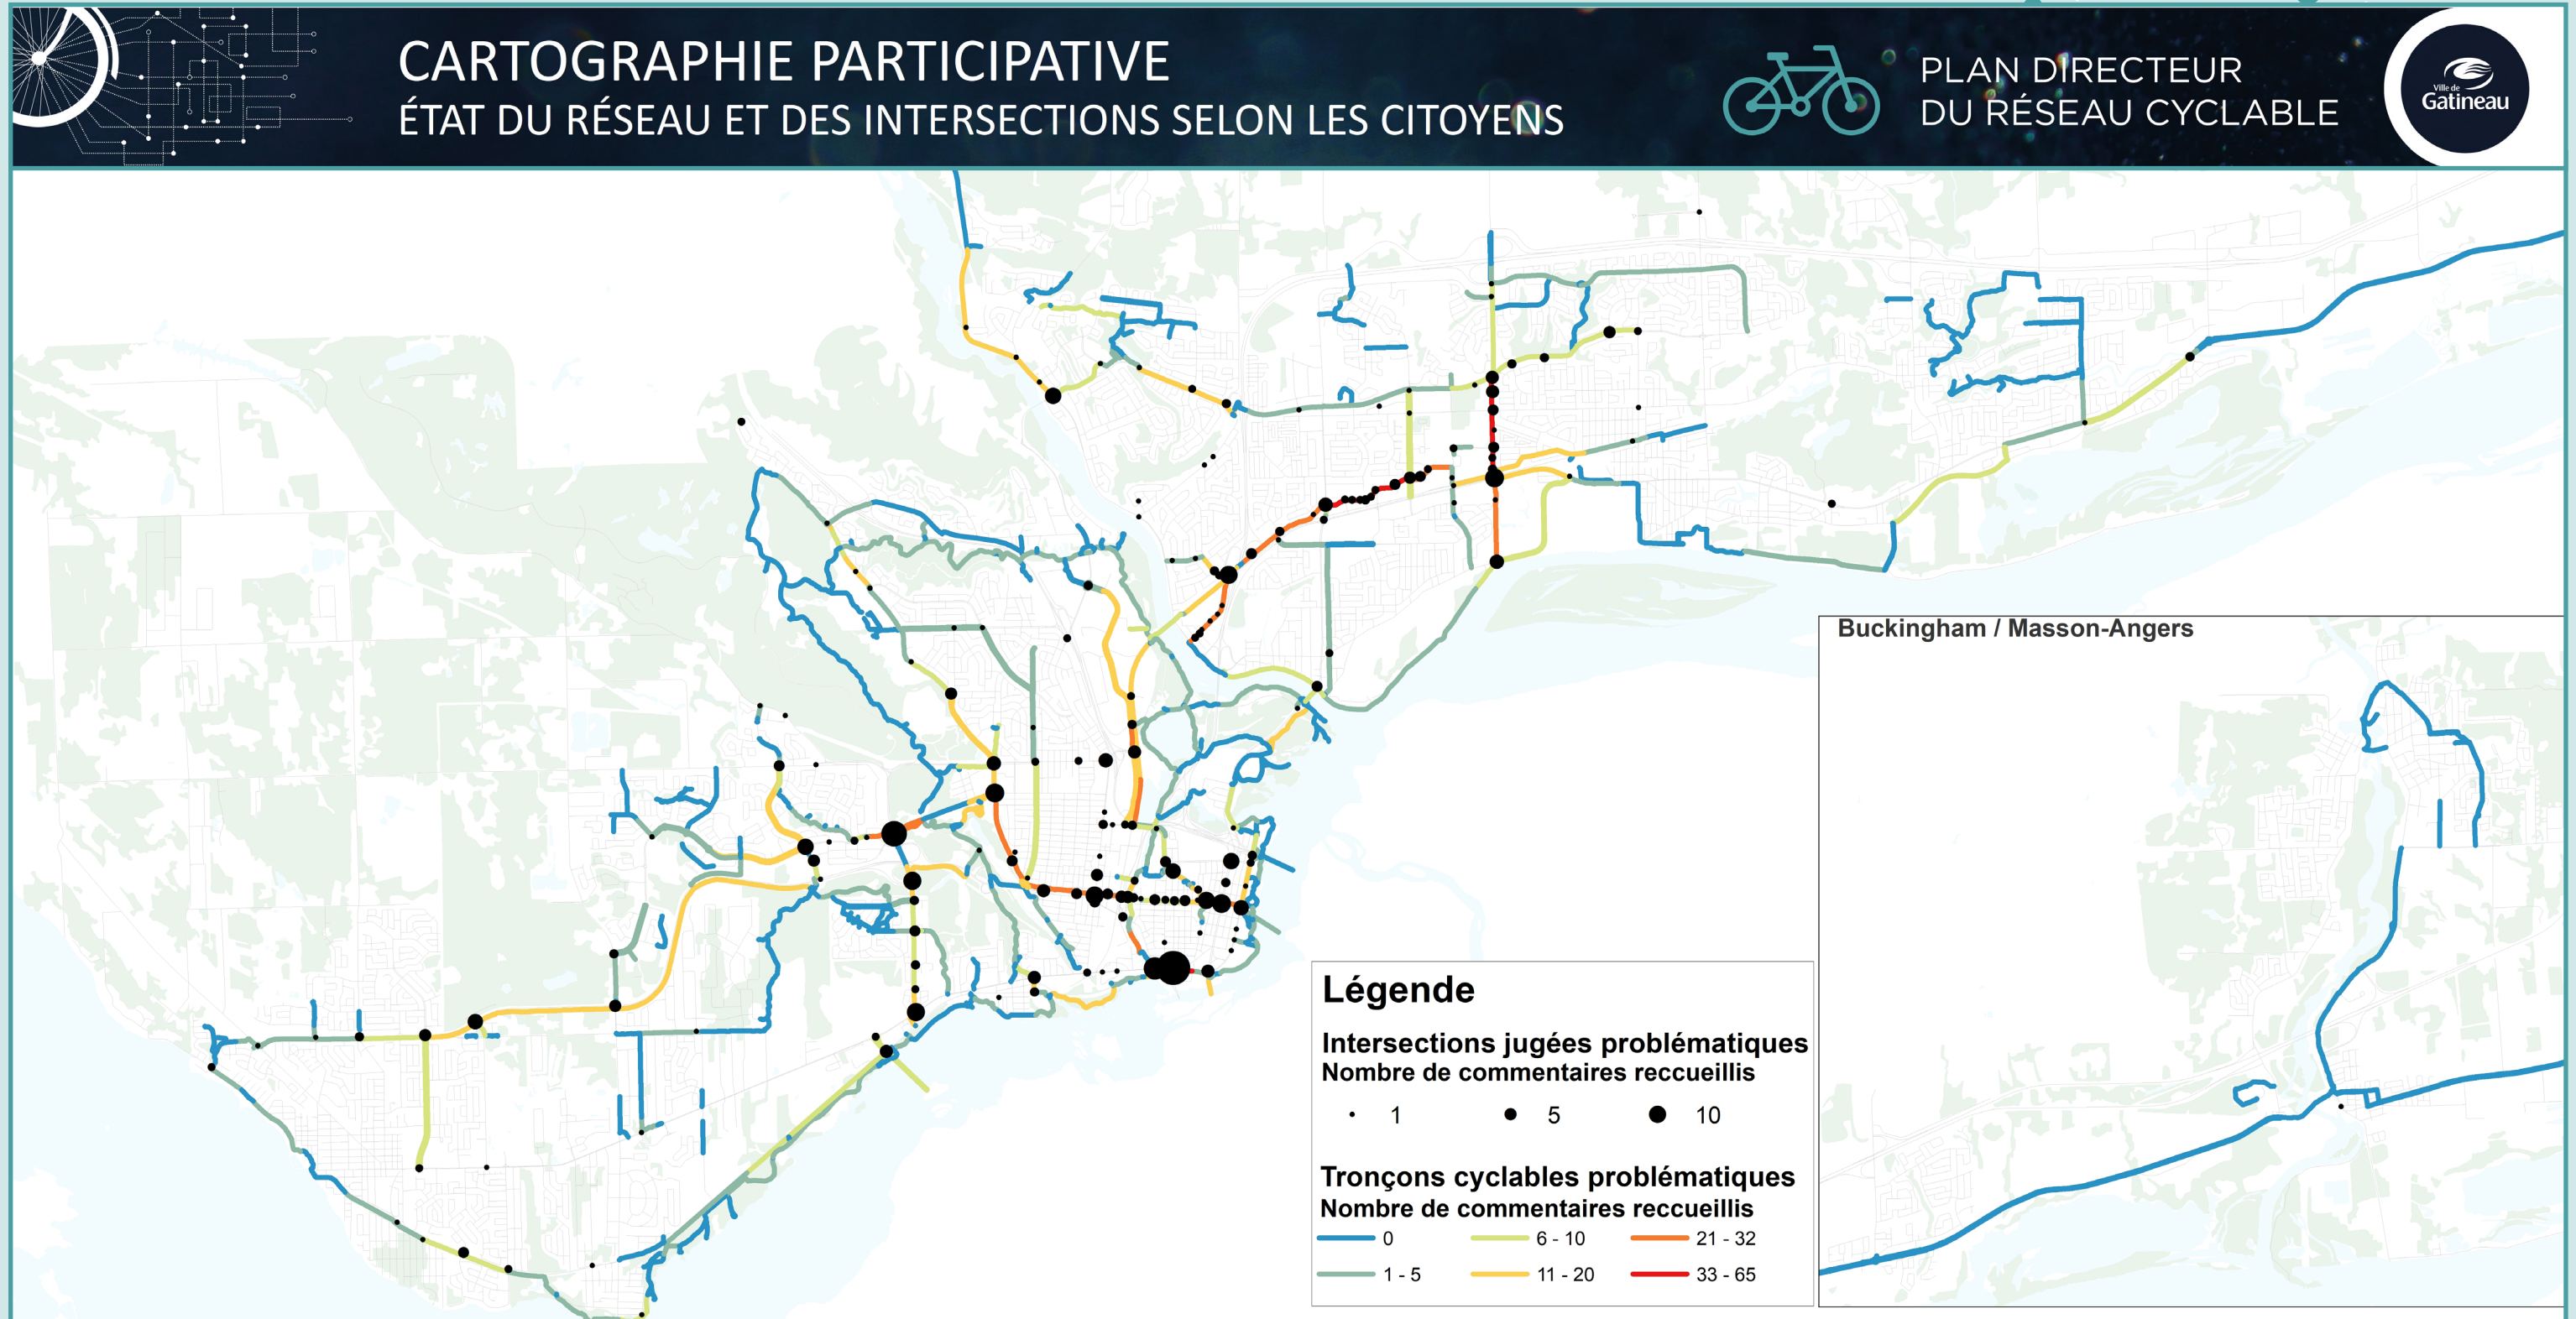 CARTOGRAPHIE PARTICIPATIVE
ÉTAT DU RÉSEAU ET DES INTERSECTIONS SELON LES CITOYENS
PLAN DIRECTEUR
DU RÉSEAU CYCLABLE
Ville de
Gatineau
Buckingham / Masson-Angers
Légende
Intersections jugées problématiques
Nombre de commentaires reccueillis
1 5 10
Tronçons cyclables problématiques
Nombre de commentaires reccueillis
0 6 - 10 21 - 32
1 - 5 11 - 20 33 - 65